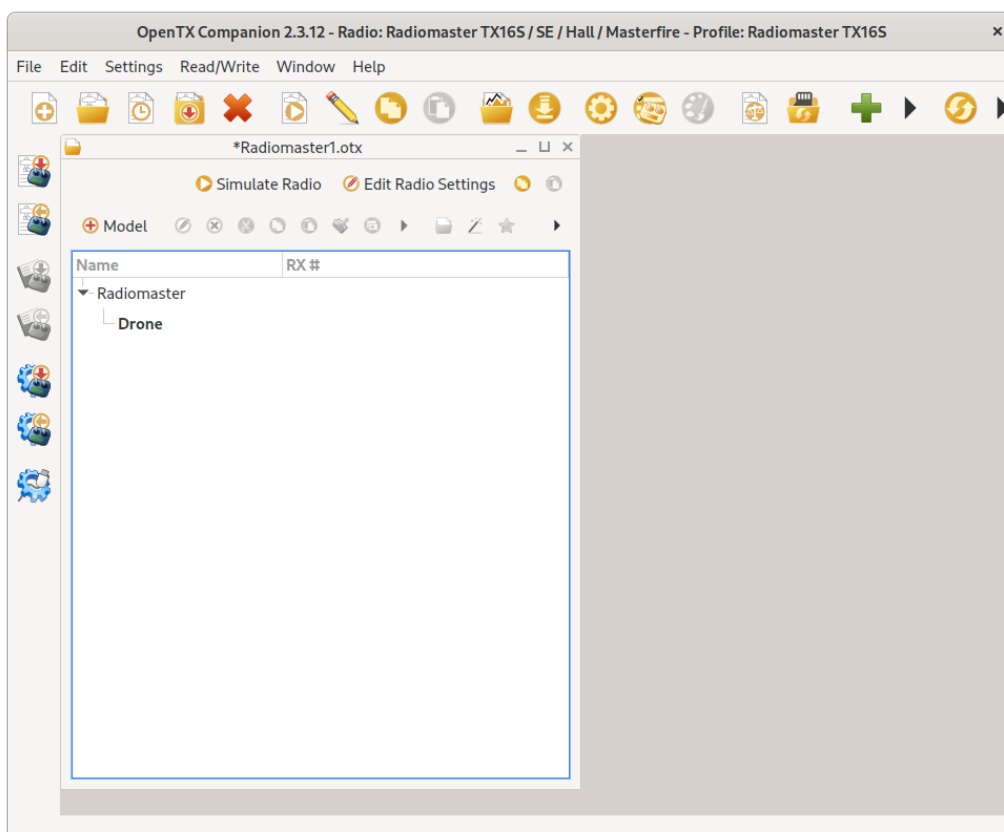 OpenTX Companion 2.3.12 - Radio: Radiomaster TX16S / SE / Hall / Masterfire - Profile: Radiomaster TX16S
File Edit Settings Read/Write Window Help
*Radiomaster1.otx
Simulate Radio Edit Radio Settings
Model
Name RX #
Radiomaster
Drone